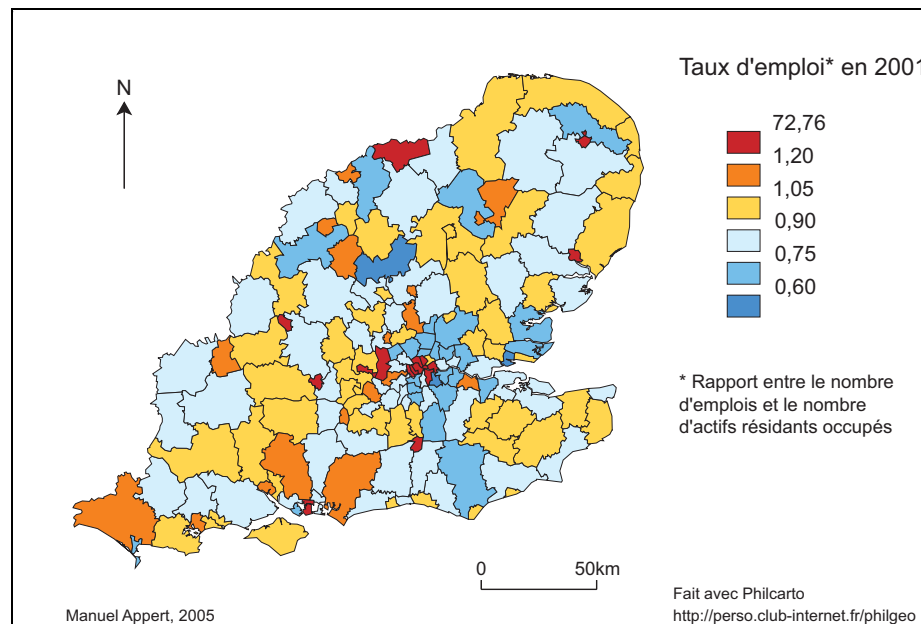 Taux d'emploi* en 2001
N
72,76
1,20
1,05
0,90
0,75
0,60
* Rapport entre le nombre
d'emplois et le nombre
d'actifs résidants occupés
0 50km
Fait avec Philcarto
Manuel Appert, 2005
http://perso.club-internet.fr/philgeo